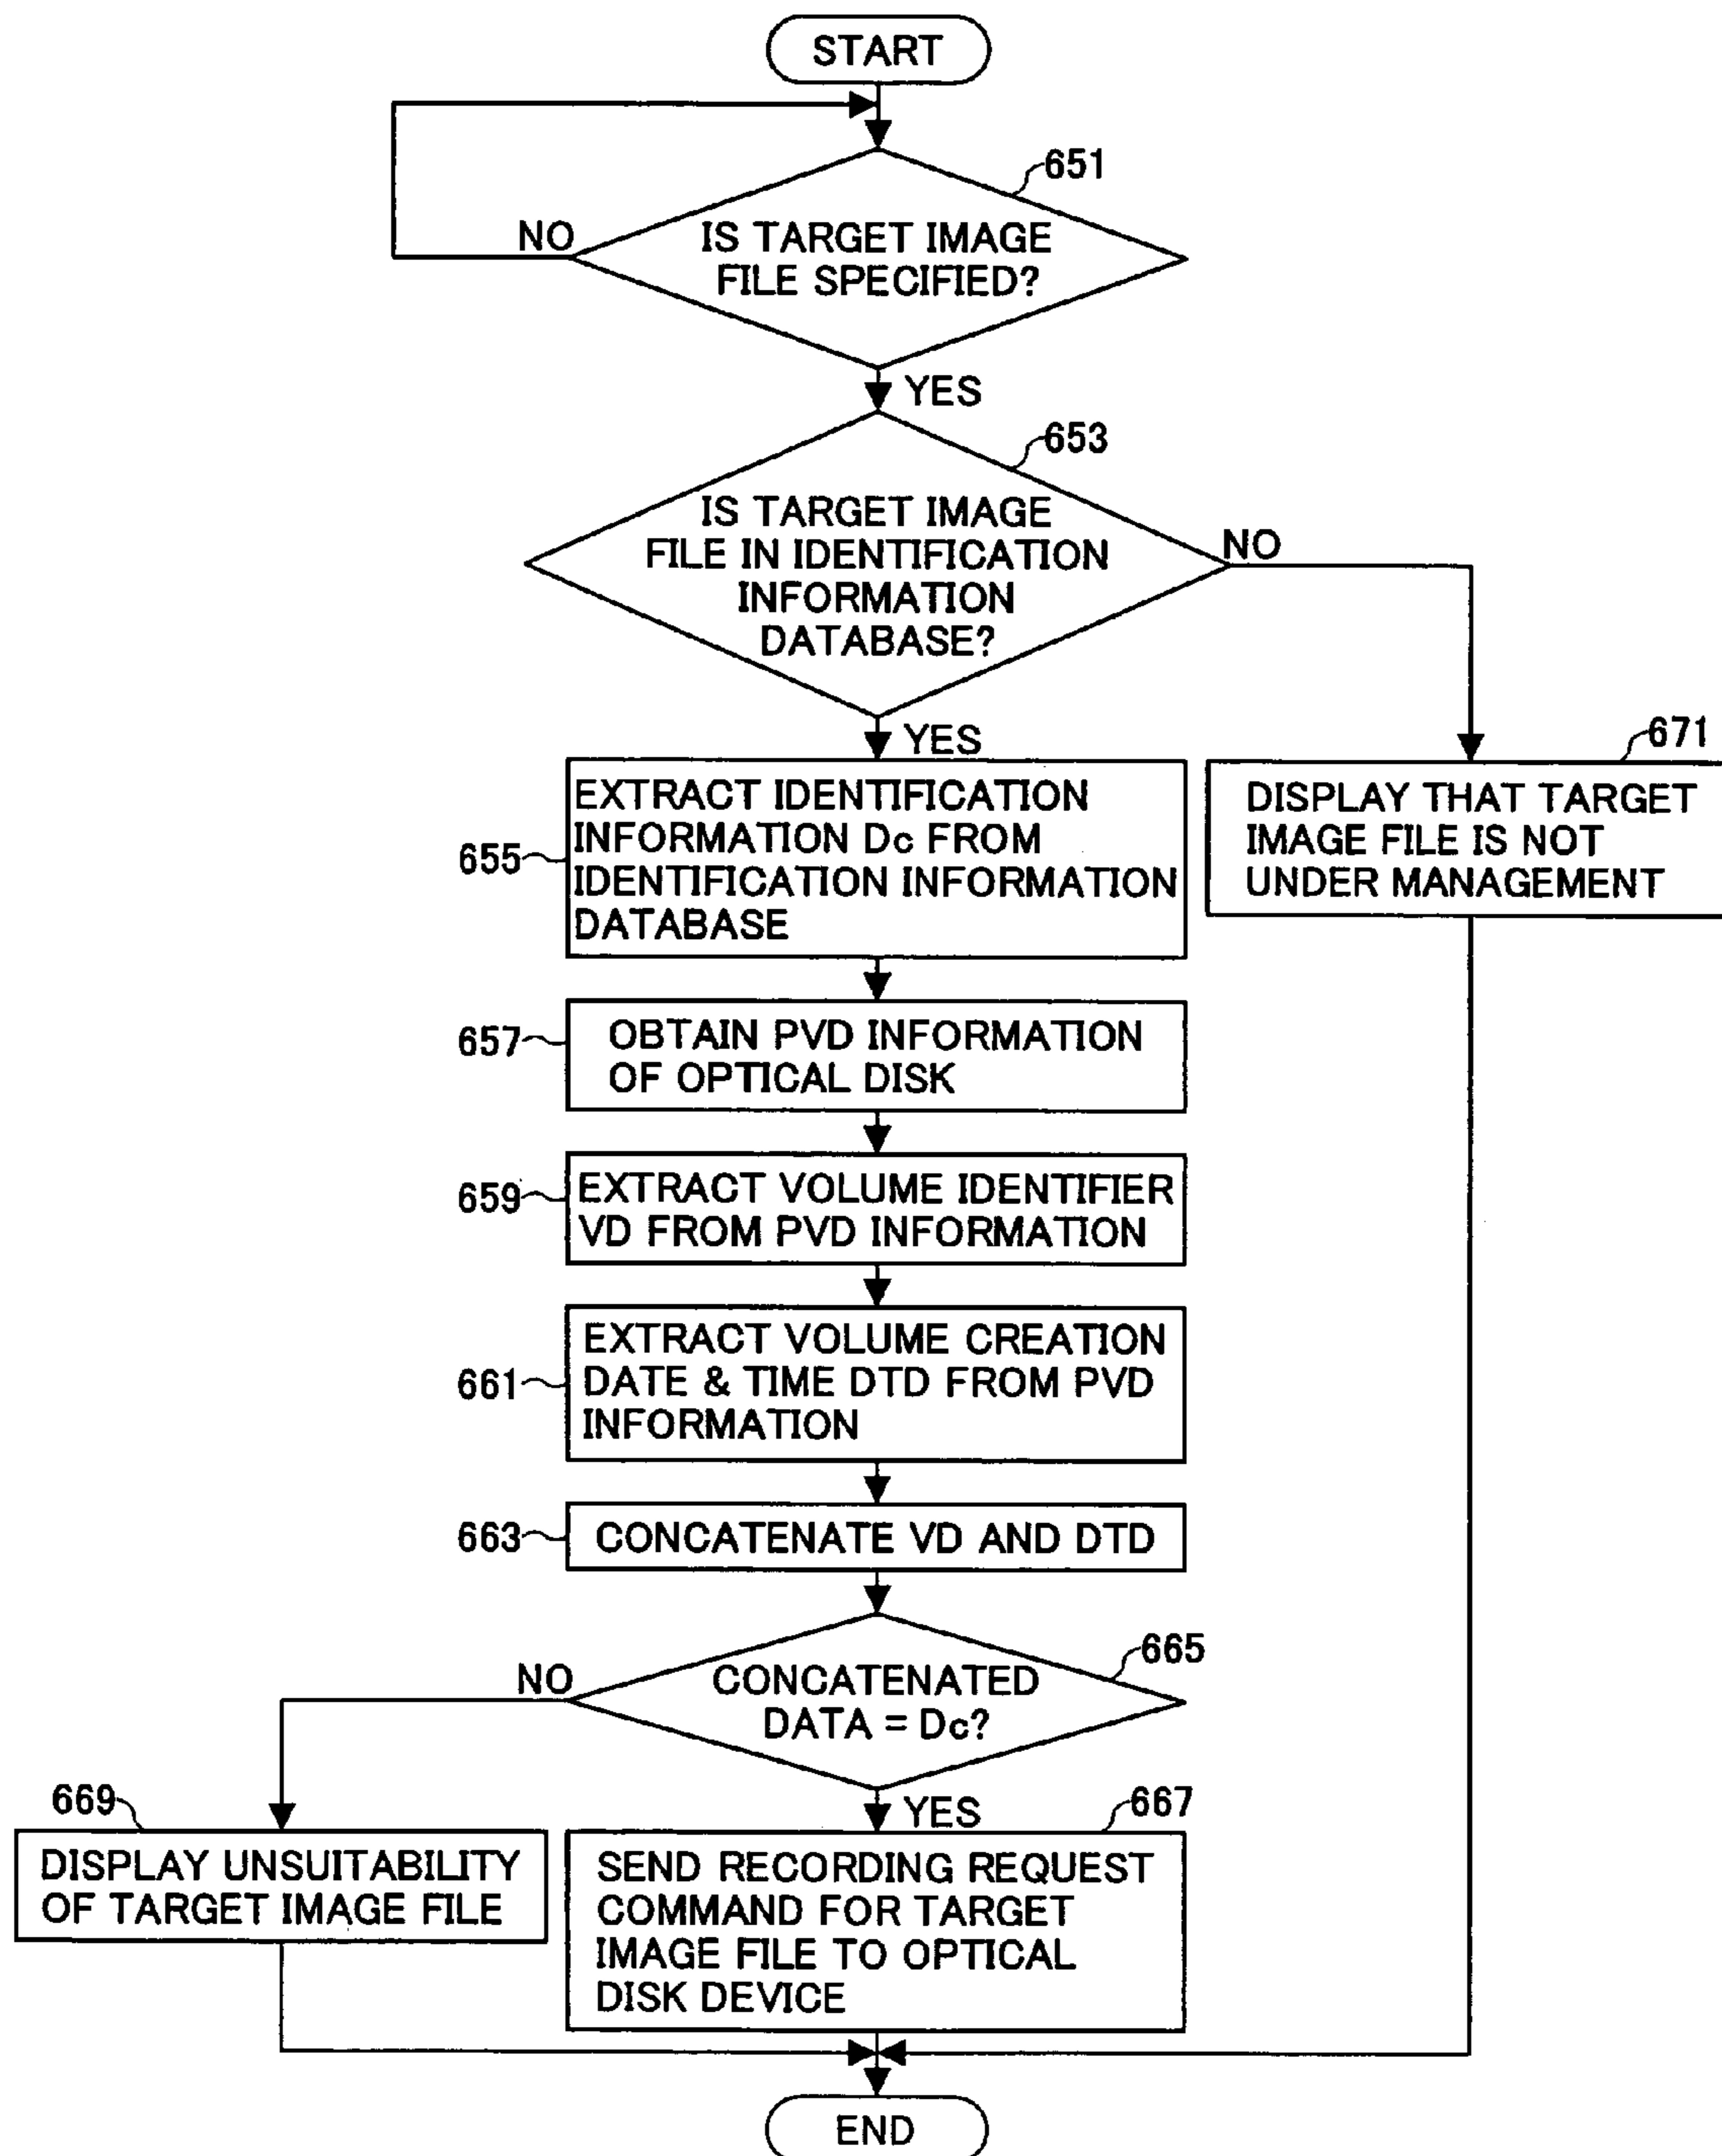 START
651
NO
IS TARGET IMAGE
FILE SPECIFIED?
YES
653
IS TARGET IMAGE
FILE IN IDENTIFICATION
INFORMATION
DATABASE?
NO
YES
655
EXTRACT IDENTIFICATION
INFORMATION Dc FROM
IDENTIFICATION INFORMATION
DATABASE
671
DISPLAY THAT TARGET
IMAGE FILE IS NOT
UNDER MANAGEMENT
657
OBTAIN PVD INFORMATION
OF OPTICAL DISK
659
EXTRACT VOLUME IDENTIFIER
VD FROM PVD INFORMATION
661
EXTRACT VOLUME CREATION
DATE & TIME DTD FROM PVD
INFORMATION
663
CONCATENATE VD AND DTD
665
NO
CONCATENATED
DATA = Dc?
YES
669
DISPLAY UNSUITABILITY
OF TARGET IMAGE FILE
667
SEND RECORDING REQUEST
COMMAND FOR TARGET
IMAGE FILE TO OPTICAL
DISK DEVICE
END